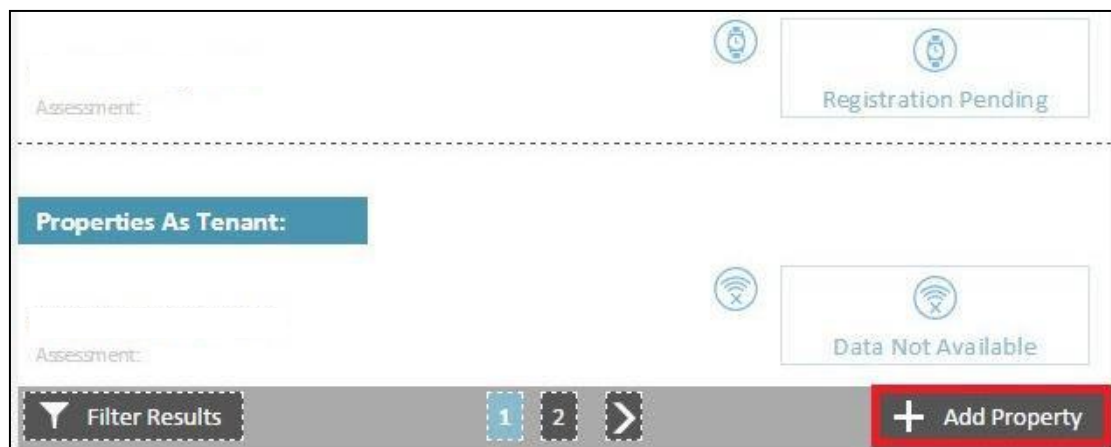 Assessment:
Registration Pending
Properties As Tenant:
Assessment:
Data Not Available
Filter Results
1
2
Add Property